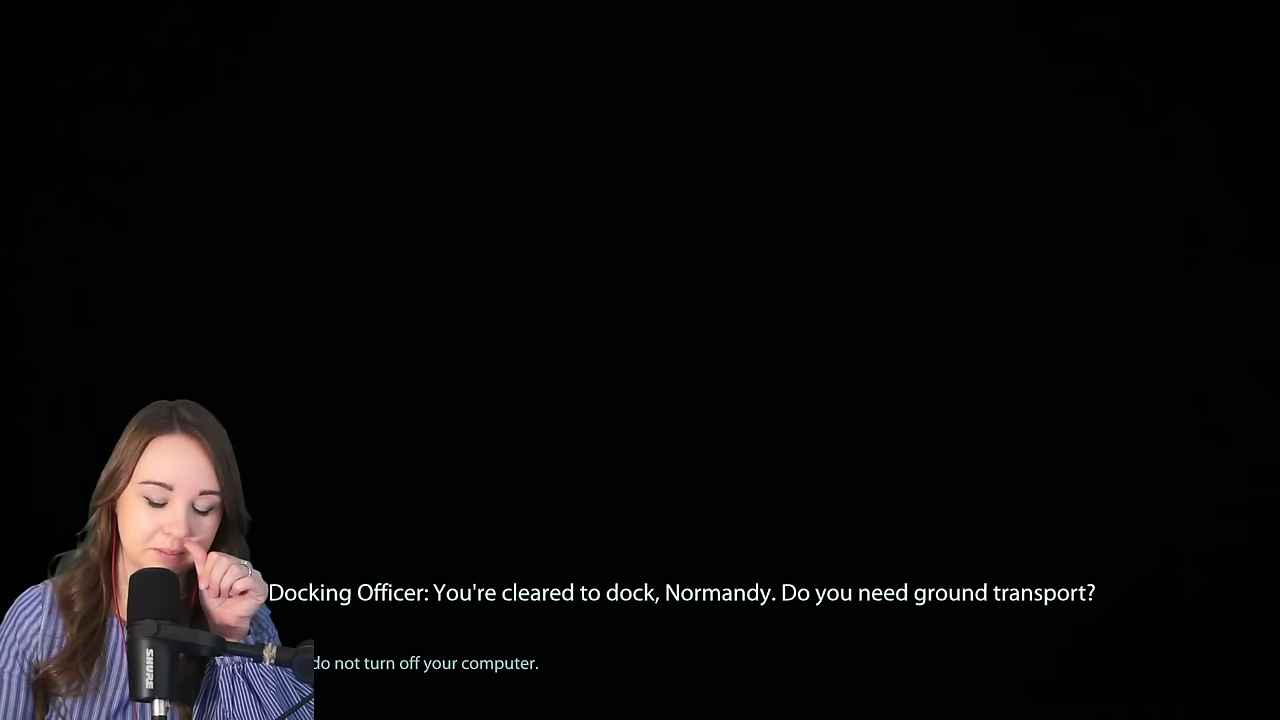 Docking Officer: You're cleared to dock, Normandy. Do you need ground transport?
do not turn off your computer.
SHURE